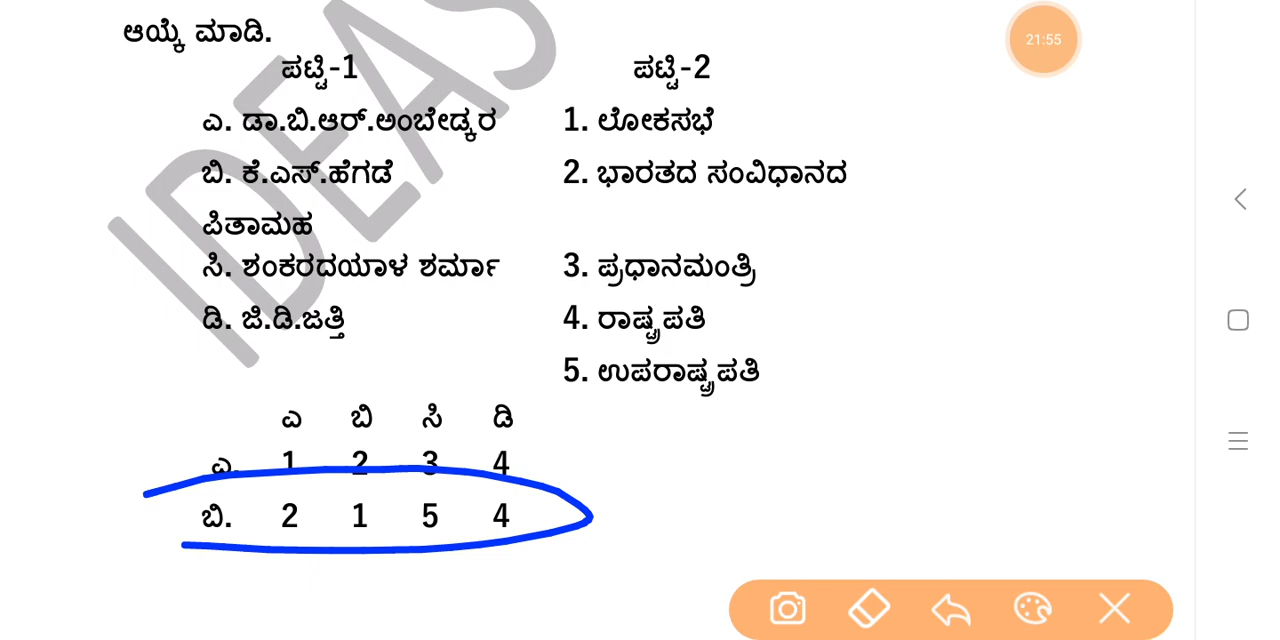 ಆಯ್ಕೆ ಮಾಡಿ.
21:55
ಪಟ್ಟಿ-1 ಪಟ್ಟಿ-2
ಎ. ಡಾ.ಬಿ.ಆರ್.ಅಂಬೇಡ್ಕರ 1. ಲೋಕಸಭೆ
ಬಿ. ಕೆ.ಎಸ್.ಹೆಗಡೆ 2. ಭಾರತದ ಸಂವಿಧಾನದ
ಪಿತಾಮಹ
ಸಿ. ಶಂಕರದಯಾಳ ಶರ್ಮಾ 3. ಪ್ರಧಾನಮಂತ್ರಿ
ಡಿ. ಜಿ.ಡಿ.ಜತ್ತಿ 4. ರಾಷ್ಟ್ರಪತಿ
5. ಉಪರಾಷ್ಟ್ರಪತಿ
ಎ ಬಿ ಸಿ ಡಿ
ಎ. 1 2 3 4
ಬಿ. 2 1 5 4
IDEAS